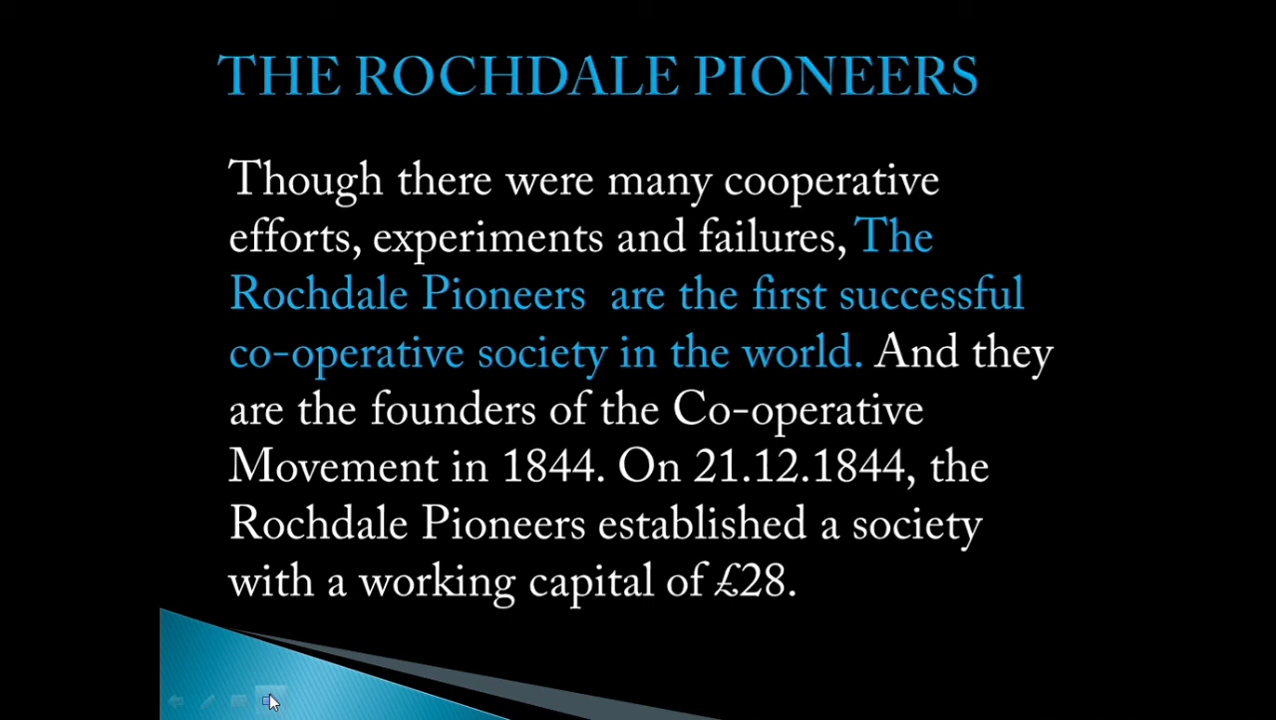 THE ROCHDALE PIONEERS
Though there were many cooperative
efforts, experiments and failures, The
Rochdale Pioneers  are the first successful
co-operative society in the world. And they
are the founders of the Co-operative
Movement in 1844. On 21.12.1844, the
Rochdale Pioneers established a society
with a working capital of £28.